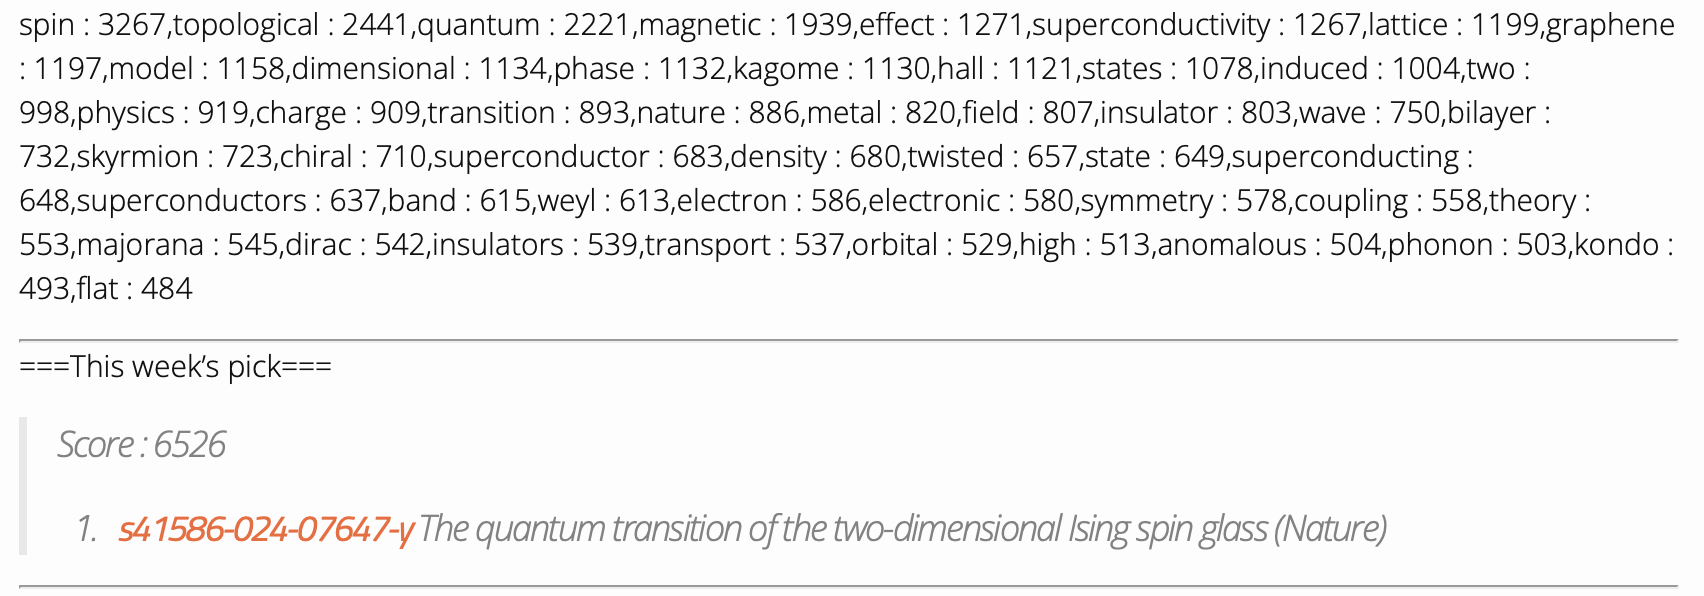 spin : 3267,topological : 2441,quantum : 2221,magnetic : 1939,effect : 1271,superconductivity : 1267,lattice : 1199,graphene
: 1197,model : 1158,dimensional : 1134,phase : 1132,kagome : 1130,hall : 1121,states : 1078,induced : 1004,two :
998,physics : 919,charge : 909,transition : 893,nature : 886,metal : 820,field : 807,insulator : 803,wave : 750,bilayer :
732,skyrmion : 723,chiral : 710,superconductor : 683,density : 680,twisted : 657,state : 649,superconducting :
648,superconductors : 637,band : 615,weyl : 613,electron : 586,electronic : 580,symmetry : 578,coupling : 558,theory :
553,majorana : 545,dirac : 542,insulators : 539,transport : 537,orbital : 529,high : 513,anomalous : 504,phonon : 503,kondo :
493,flat : 484
===This week’s pick===
Score : 6526
1. s41586-024-07647-y The quantum transition of the two-dimensional Ising spin glass (Nature)